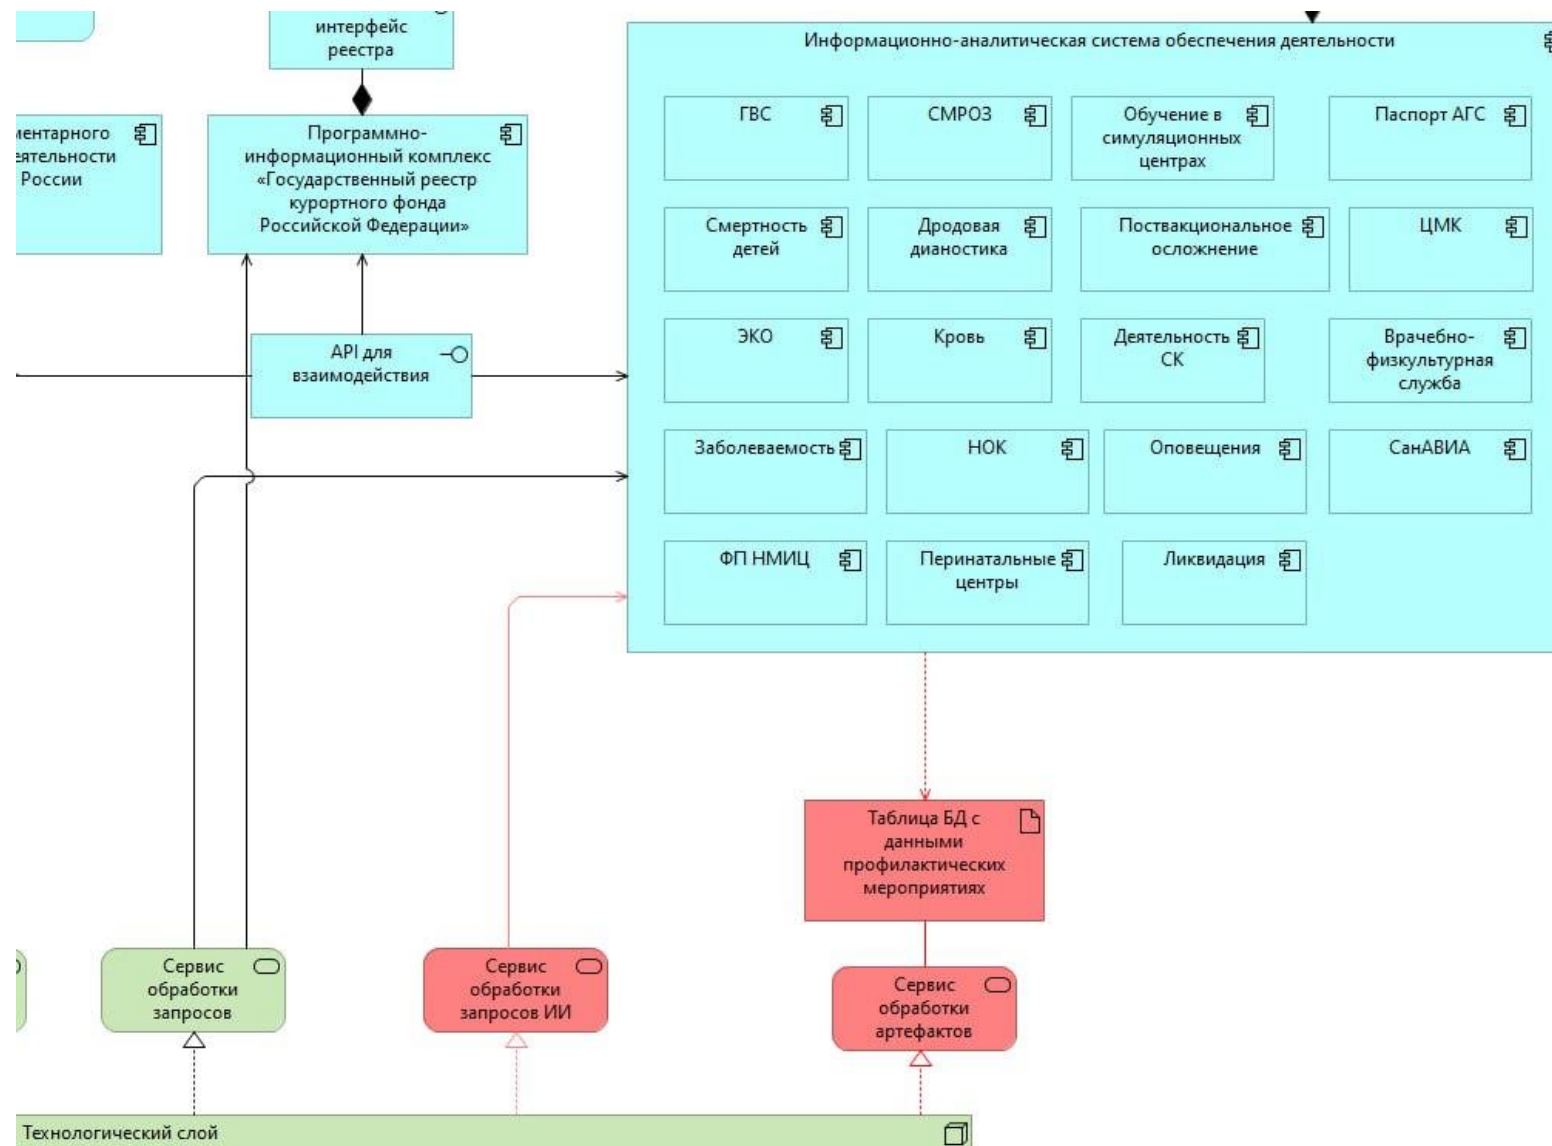 интерфейс
реестра
Информационно-аналитическая система обеспечения деятельности
ментарного
еятельности
России
Программно-
информационный комплекс
«Государственный реестр
курортного фонда
Российской Федерации»
ГВС
СМРОЗ
Обучение в
симуляционных
центрах
Паспорт АГС
Смертность
детей
Дродовая
дианостика
Поствакциональное
осложнение
ЦМК
API для
взаимодействия
ЭКО
Кровь
Деятельность
СК
Врачебно-
физкультурная
служба
Заболеваемость
НОК
Оповещения
СанАВИА
ФП НМИЦ
Перинатальные
центры
Ликвидация
Таблица БД с
данными
профилактических
мероприятиях
Сервис
обработки
запросов
Сервис
обработки
запросов ИИ
Сервис
обработки
артефактов
Технологический слой